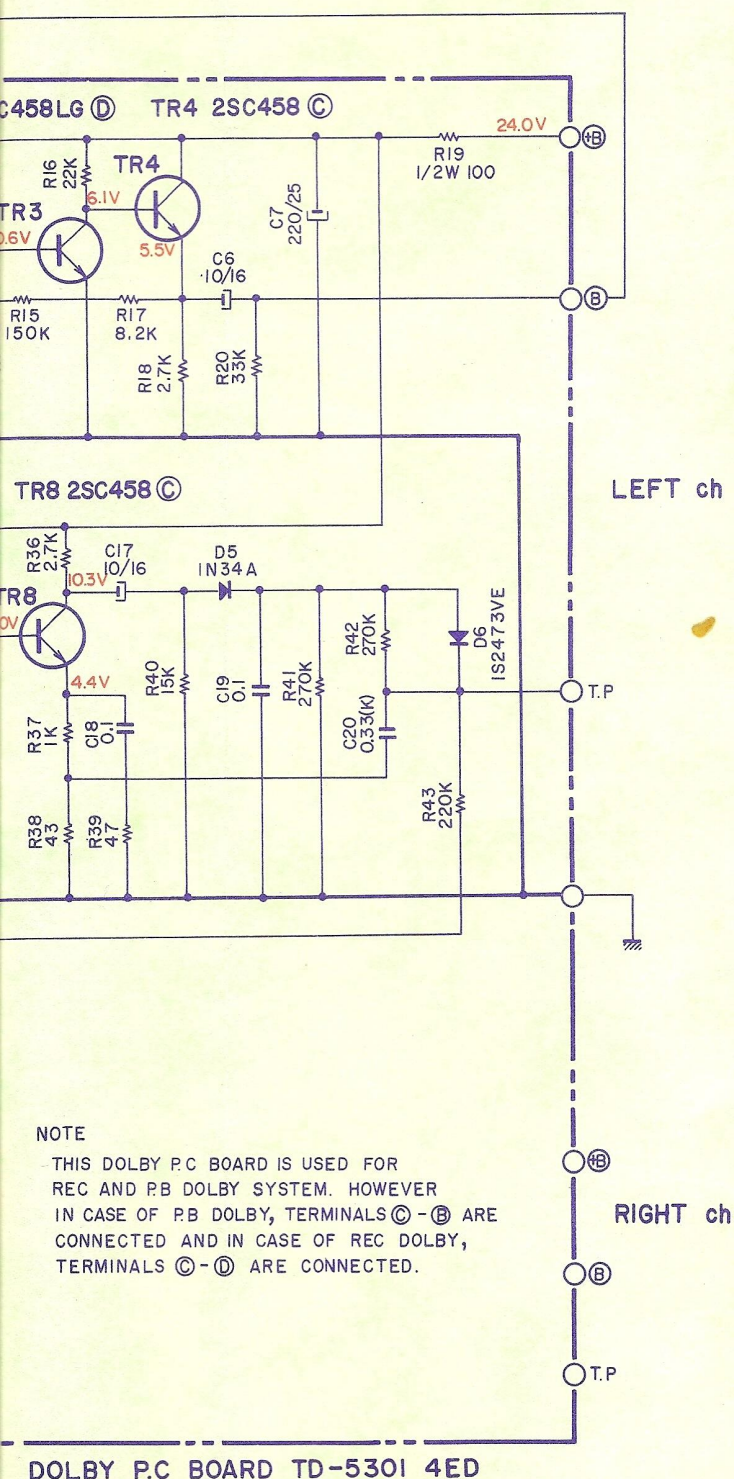 C458LG Ⓓ TR4 2SC458 Ⓒ
24.0V
+B
R16
22K
TR4
R19
1/2W 100
6.1V
TR3
0.6V
5.5V
C7
220/25
C6
10/16
B
R15
150K
R17
8.2K
R18
2.7K
R20
33K
TR8 2SC458 Ⓒ
LEFT ch
R36
2.7K
C17
10/16
D5
1N34A
10.3V
TR8
0V
R42
270K
D6
1S2473VE
4.4V
R40
15K
C19
0.1
R41
270K
T.P
R37
1K
C18
0.1
C20
0.33(K)
R43
220K
R38
43
R39
47
NOTE
THIS DOLBY P.C BOARD IS USED FOR
REC AND P.B DOLBY SYSTEM. HOWEVER
IN CASE OF P.B DOLBY, TERMINALS Ⓒ-Ⓑ ARE
CONNECTED AND IN CASE OF REC DOLBY,
TERMINALS Ⓒ-Ⓓ ARE CONNECTED.
+B
RIGHT ch
B
T.P
DOLBY P.C BOARD TD-5301 4ED